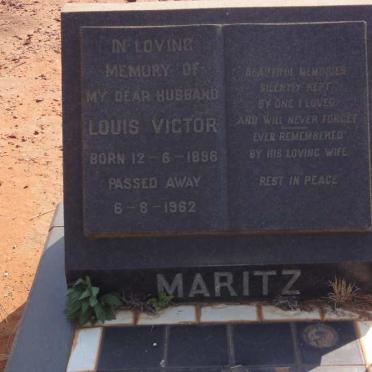 IN LOVING
MEMORY OF
MY DEAR HUSBAND
LOUIS VICTOR
BORN 12-6-1896
PASSED AWAY
6-8-1962
BEAUTIFUL MEMORIES
SILENTLY KEPT
BY ONE I LOVED
AND WILL NEVER FORGET
EVER REMEMBERED
BY HIS LOVING WIFE
REST IN PEACE
MARITZ